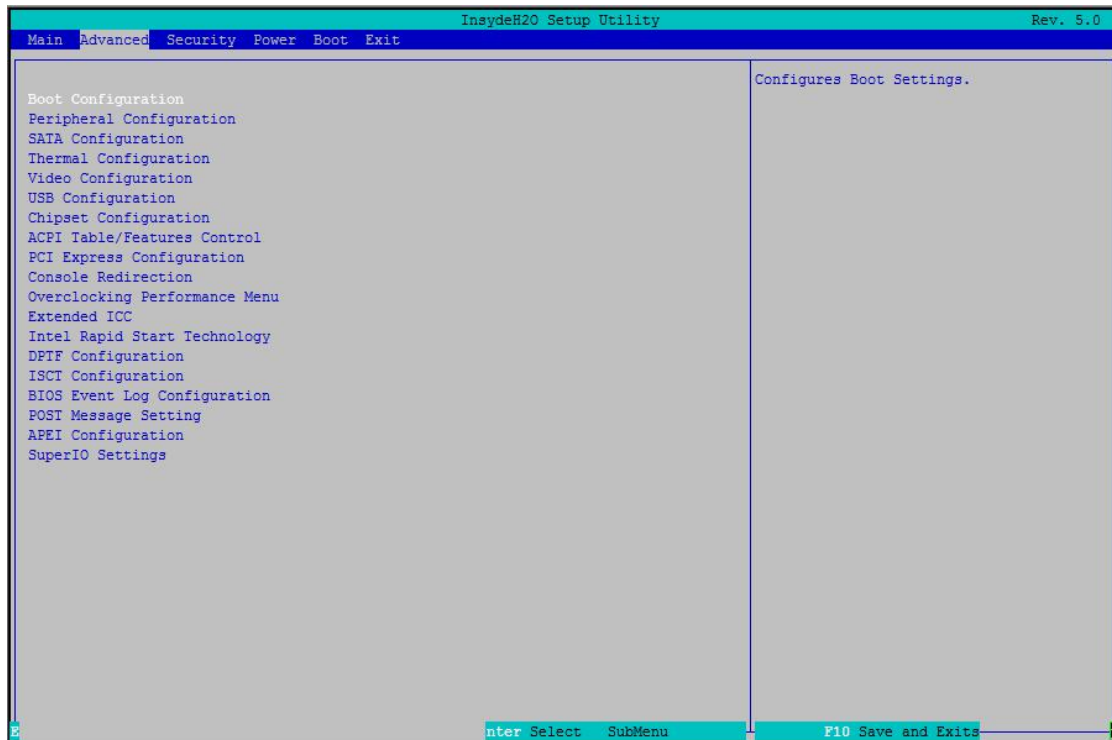 InsydeH20 Setup Utility Rev. 5.0
Main Advanced Security Power Boot Exit
Configures Boot Settings.
Boot Configuration
Peripheral Configuration
SATA Configuration
Thermal Configuration
Video Configuration
USB Configuration
Chipset Configuration
ACPI Table/Features Control
PCI Express Configuration
Console Redirection
Overclocking Performance Menu
Extended ICC
Intel Rapid Start Technology
DPTF Configuration
ISCT Configuration
BIOS Event Log Configuration
POST Message Setting
APEI Configuration
SuperIO Settings
E nter Select SubMenu F10 Save and Exits